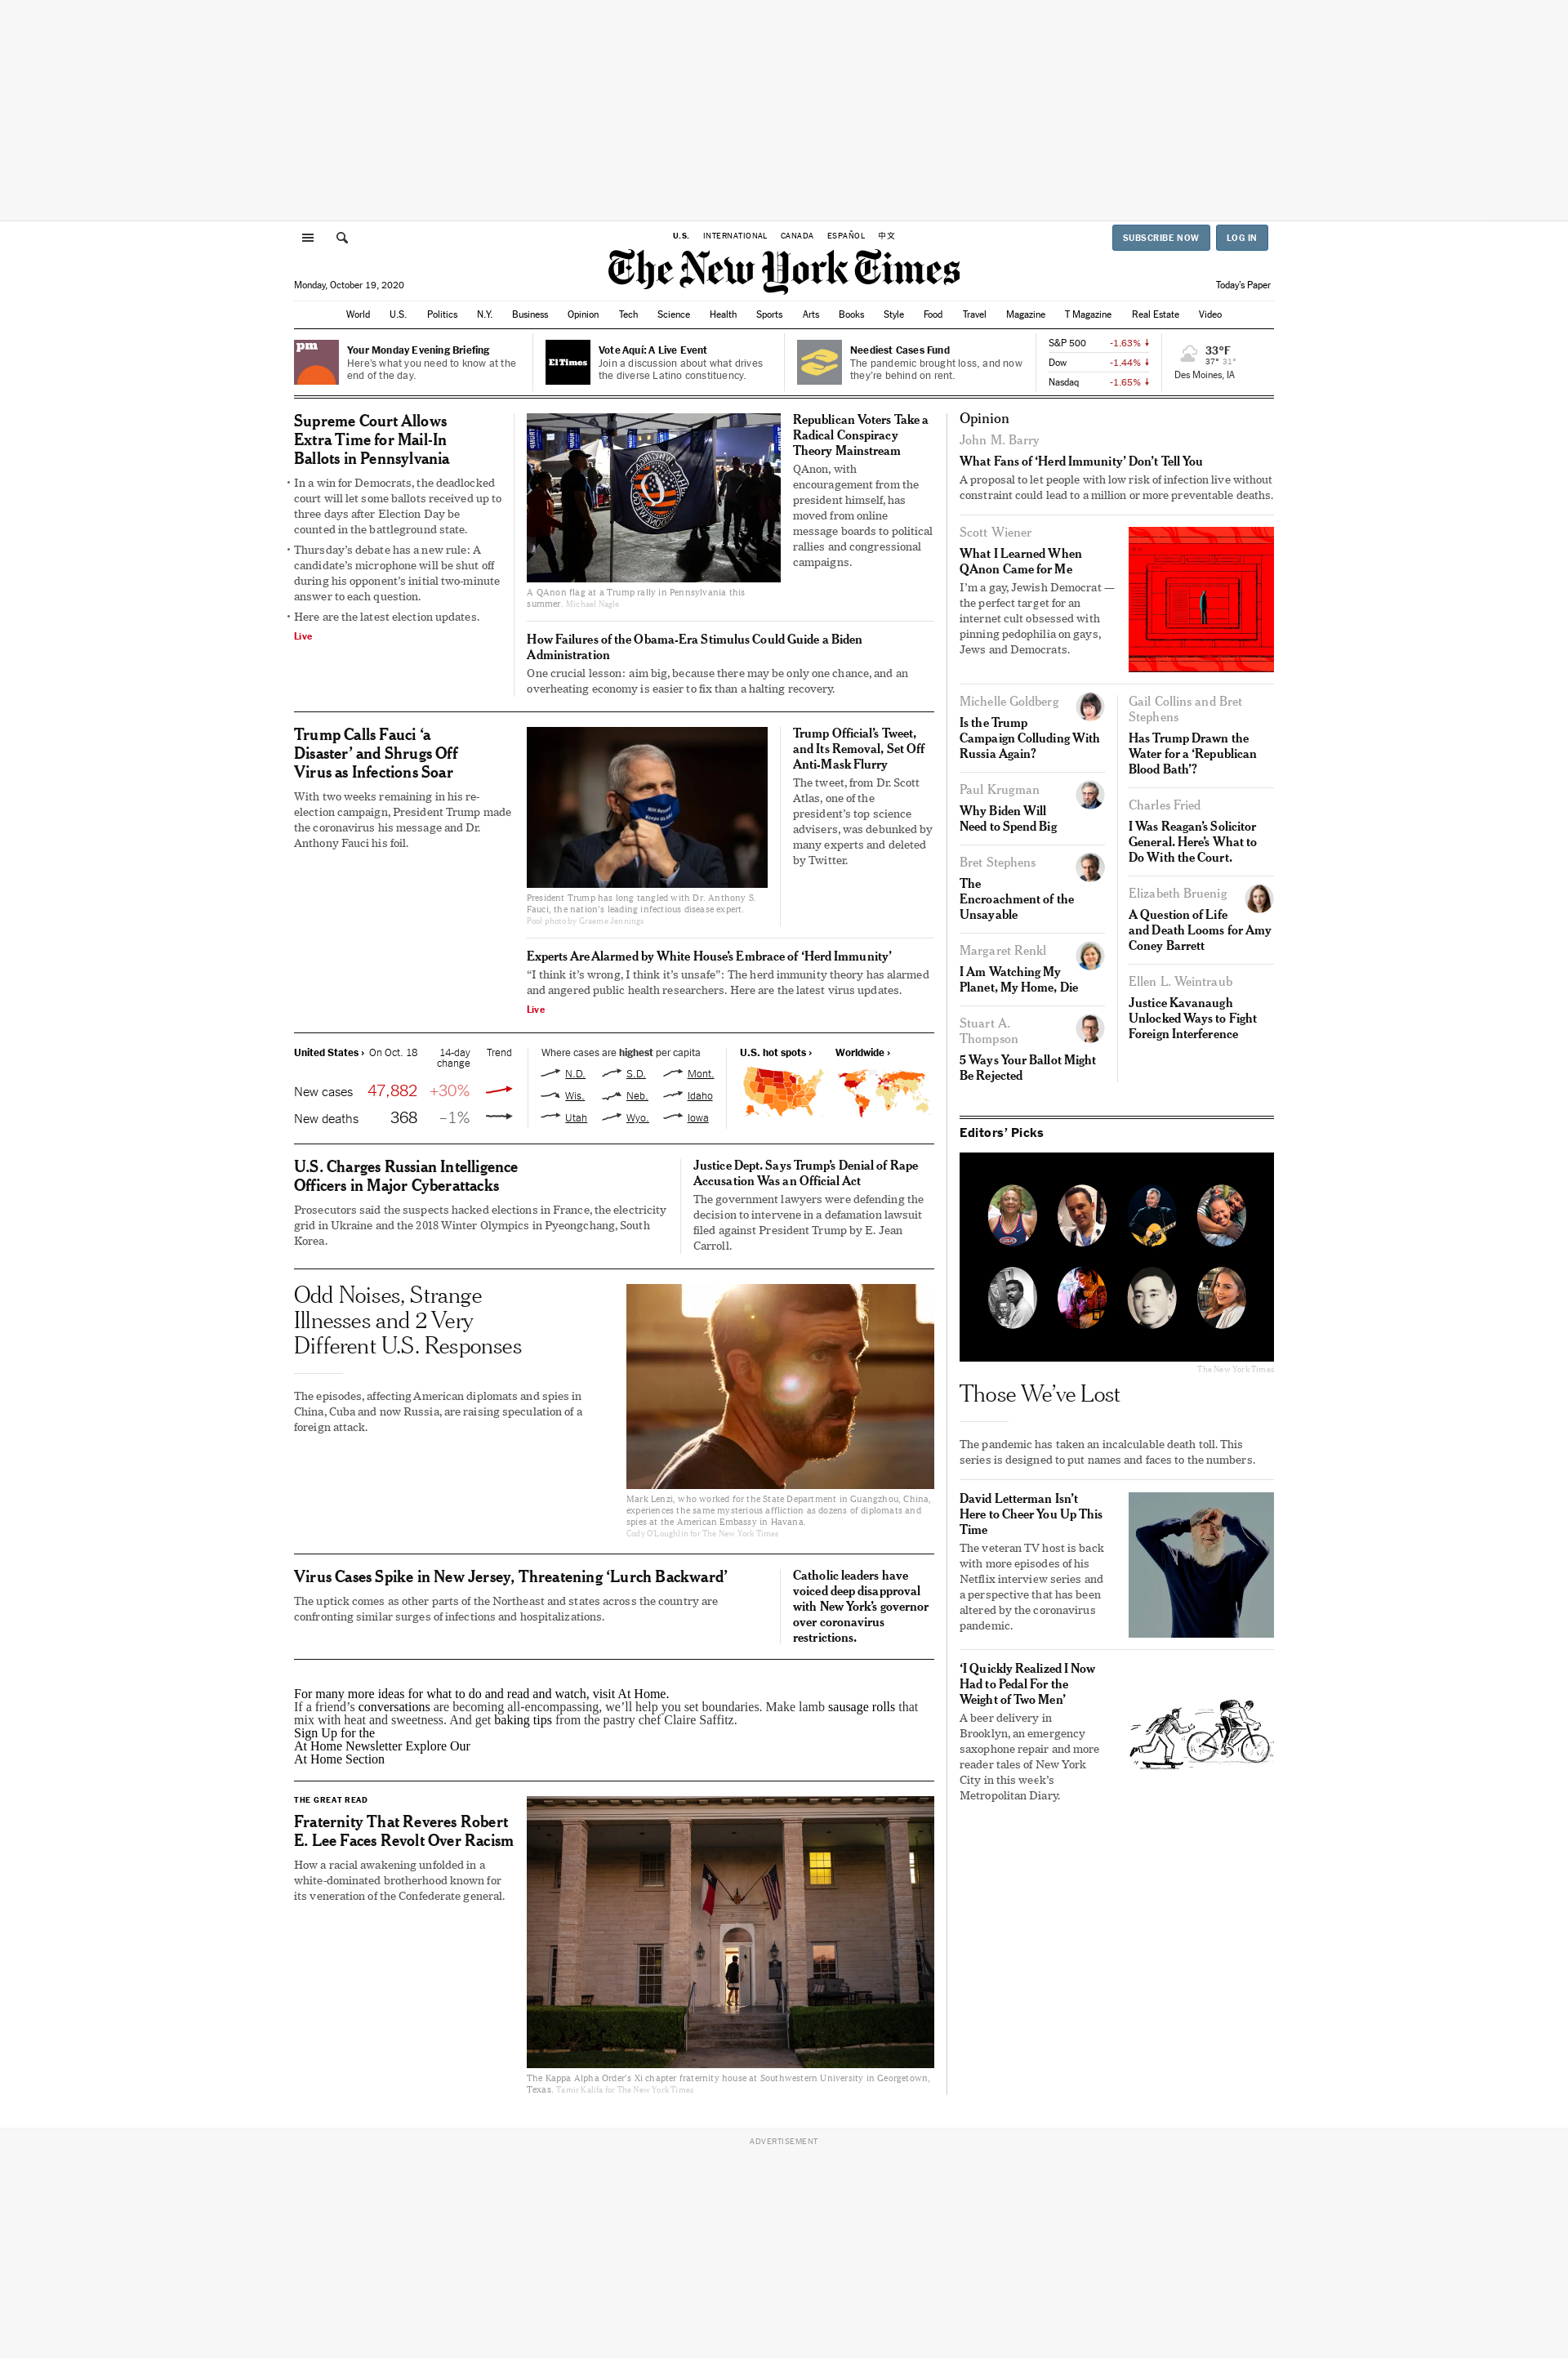 U.S. INTERNATIONAL CANADA ESPAÑOL 中文
SUBSCRIBE NOW LOG IN
The New York Times
Monday, October 19, 2020
Today's Paper
World U.S. Politics N.Y. Business Opinion Tech Science Health Sports Arts Books Style Food Travel Magazine T Magazine Real Estate Video
pm
Your Monday Evening Briefing
Here's what you need to know at the
end of the day.
El Times
Vote Aquí: A Live Event
Join a discussion about what drives
the diverse Latino constituency.
Neediest Cases Fund
The pandemic brought loss, and now
they're behind on rent.
S&P 500 -1.63%
Dow -1.44%
Nasdaq -1.65%
33°F
37° 31°
Des Moines, IA
Supreme Court Allows
Extra Time for Mail-In
Ballots in Pennsylvania
• In a win for Democrats, the deadlocked
court will let some ballots received up to
three days after Election Day be
counted in the battleground state.
• Thursday's debate has a new rule: A
candidate's microphone will be shut off
during his opponent's initial two-minute
answer to each question.
• Here are the latest election updates.
Live
A QAnon flag at a Trump rally in Pennsylvania this
summer. Michael Nagle
Republican Voters Take a
Radical Conspiracy
Theory Mainstream
QAnon, with
encouragement from the
president himself, has
moved from online
message boards to political
rallies and congressional
campaigns.
How Failures of the Obama-Era Stimulus Could Guide a Biden
Administration
One crucial lesson: aim big, because there may be only one chance, and an
overheating economy is easier to fix than a halting recovery.
Trump Calls Fauci ‘a
Disaster’ and Shrugs Off
Virus as Infections Soar
With two weeks remaining in his re-
election campaign, President Trump made
the coronavirus his message and Dr.
Anthony Fauci his foil.
President Trump has long tangled with Dr. Anthony S.
Fauci, the nation's leading infectious disease expert.
Pool photo by Graeme Jennings
Trump Official's Tweet,
and Its Removal, Set Off
Anti-Mask Flurry
The tweet, from Dr. Scott
Atlas, one of the
president's top science
advisers, was debunked by
many experts and deleted
by Twitter.
Experts Are Alarmed by White House's Embrace of ‘Herd Immunity’
“I think it's wrong, I think it's unsafe”: The herd immunity theory has alarmed
and angered public health researchers. Here are the latest virus updates.
Live
United States › On Oct. 18 14-day Trend
change
New cases 47,882 +30%
New deaths 368 –1%
Where cases are highest per capita
N.D. S.D. Mont.
Wis. Neb. Idaho
Utah Wyo. Iowa
U.S. hot spots › Worldwide ›
U.S. Charges Russian Intelligence
Officers in Major Cyberattacks
Prosecutors said the suspects hacked elections in France, the electricity
grid in Ukraine and the 2018 Winter Olympics in Pyeongchang, South
Korea.
Justice Dept. Says Trump's Denial of Rape
Accusation Was an Official Act
The government lawyers were defending the
decision to intervene in a defamation lawsuit
filed against President Trump by E. Jean
Carroll.
Odd Noises, Strange
Illnesses and 2 Very
Different U.S. Responses
The episodes, affecting American diplomats and spies in
China, Cuba and now Russia, are raising speculation of a
foreign attack.
Mark Lenzi, who worked for the State Department in Guangzhou, China,
experiences the same mysterious affliction as dozens of diplomats and
spies at the American Embassy in Havana.
Cody O'Loughlin for The New York Times
Virus Cases Spike in New Jersey, Threatening ‘Lurch Backward’
The uptick comes as other parts of the Northeast and states across the country are
confronting similar surges of infections and hospitalizations.
Catholic leaders have
voiced deep disapproval
with New York's governor
over coronavirus
restrictions.
For many more ideas for what to do and read and watch, visit At Home.
If a friend's conversations are becoming all-encompassing, we'll help you set boundaries. Make lamb sausage rolls that
mix with heat and sweetness. And get baking tips from the pastry chef Claire Saffitz.
Sign Up for the
At Home Newsletter Explore Our
At Home Section
THE GREAT READ
Fraternity That Reveres Robert
E. Lee Faces Revolt Over Racism
How a racial awakening unfolded in a
white-dominated brotherhood known for
its veneration of the Confederate general.
The Kappa Alpha Order's Xi chapter fraternity house at Southwestern University in Georgetown,
Texas. Tamir Kalifa for The New York Times
Opinion
John M. Barry
What Fans of ‘Herd Immunity’ Don't Tell You
A proposal to let people with low risk of infection live without
constraint could lead to a million or more preventable deaths.
Scott Wiener
What I Learned When
QAnon Came for Me
I'm a gay, Jewish Democrat —
the perfect target for an
internet cult obsessed with
pinning pedophilia on gays,
Jews and Democrats.
Michelle Goldberg
Is the Trump
Campaign Colluding With
Russia Again?
Paul Krugman
Why Biden Will
Need to Spend Big
Bret Stephens
The
Encroachment of the
Unsayable
Margaret Renkl
I Am Watching My
Planet, My Home, Die
Stuart A.
Thompson
5 Ways Your Ballot Might
Be Rejected
Gail Collins and Bret
Stephens
Has Trump Drawn the
Water for a ‘Republican
Blood Bath’?
Charles Fried
I Was Reagan's Solicitor
General. Here's What to
Do With the Court.
Elizabeth Bruenig
A Question of Life
and Death Looms for Amy
Coney Barrett
Ellen L. Weintraub
Justice Kavanaugh
Unlocked Ways to Fight
Foreign Interference
Editors' Picks
The New York Times
Those We've Lost
The pandemic has taken an incalculable death toll. This
series is designed to put names and faces to the numbers.
David Letterman Isn't
Here to Cheer You Up This
Time
The veteran TV host is back
with more episodes of his
Netflix interview series and
a perspective that has been
altered by the coronavirus
pandemic.
‘I Quickly Realized I Now
Had to Pedal For the
Weight of Two Men’
A beer delivery in
Brooklyn, an emergency
saxophone repair and more
reader tales of New York
City in this week's
Metropolitan Diary.
ADVERTISEMENT